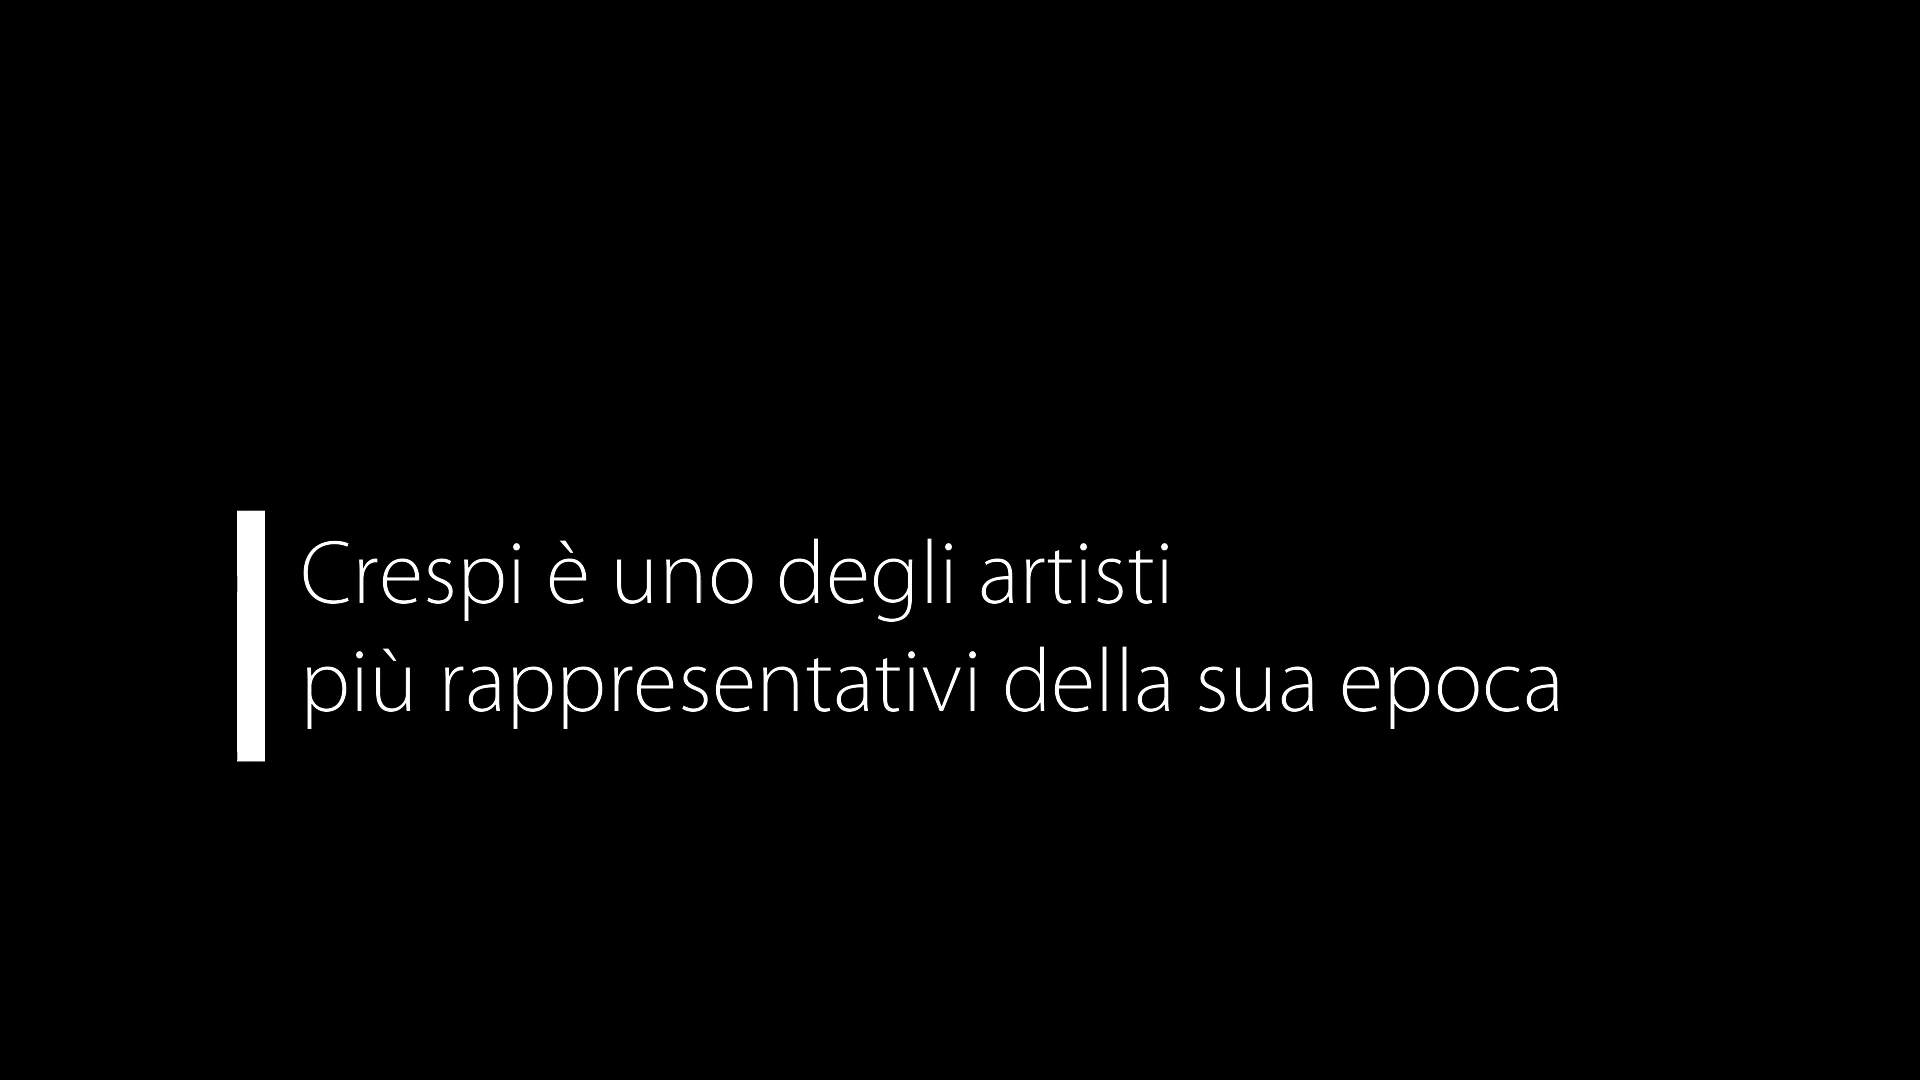 Crespi è uno degli artisti
più rappresentativi della sua epoca